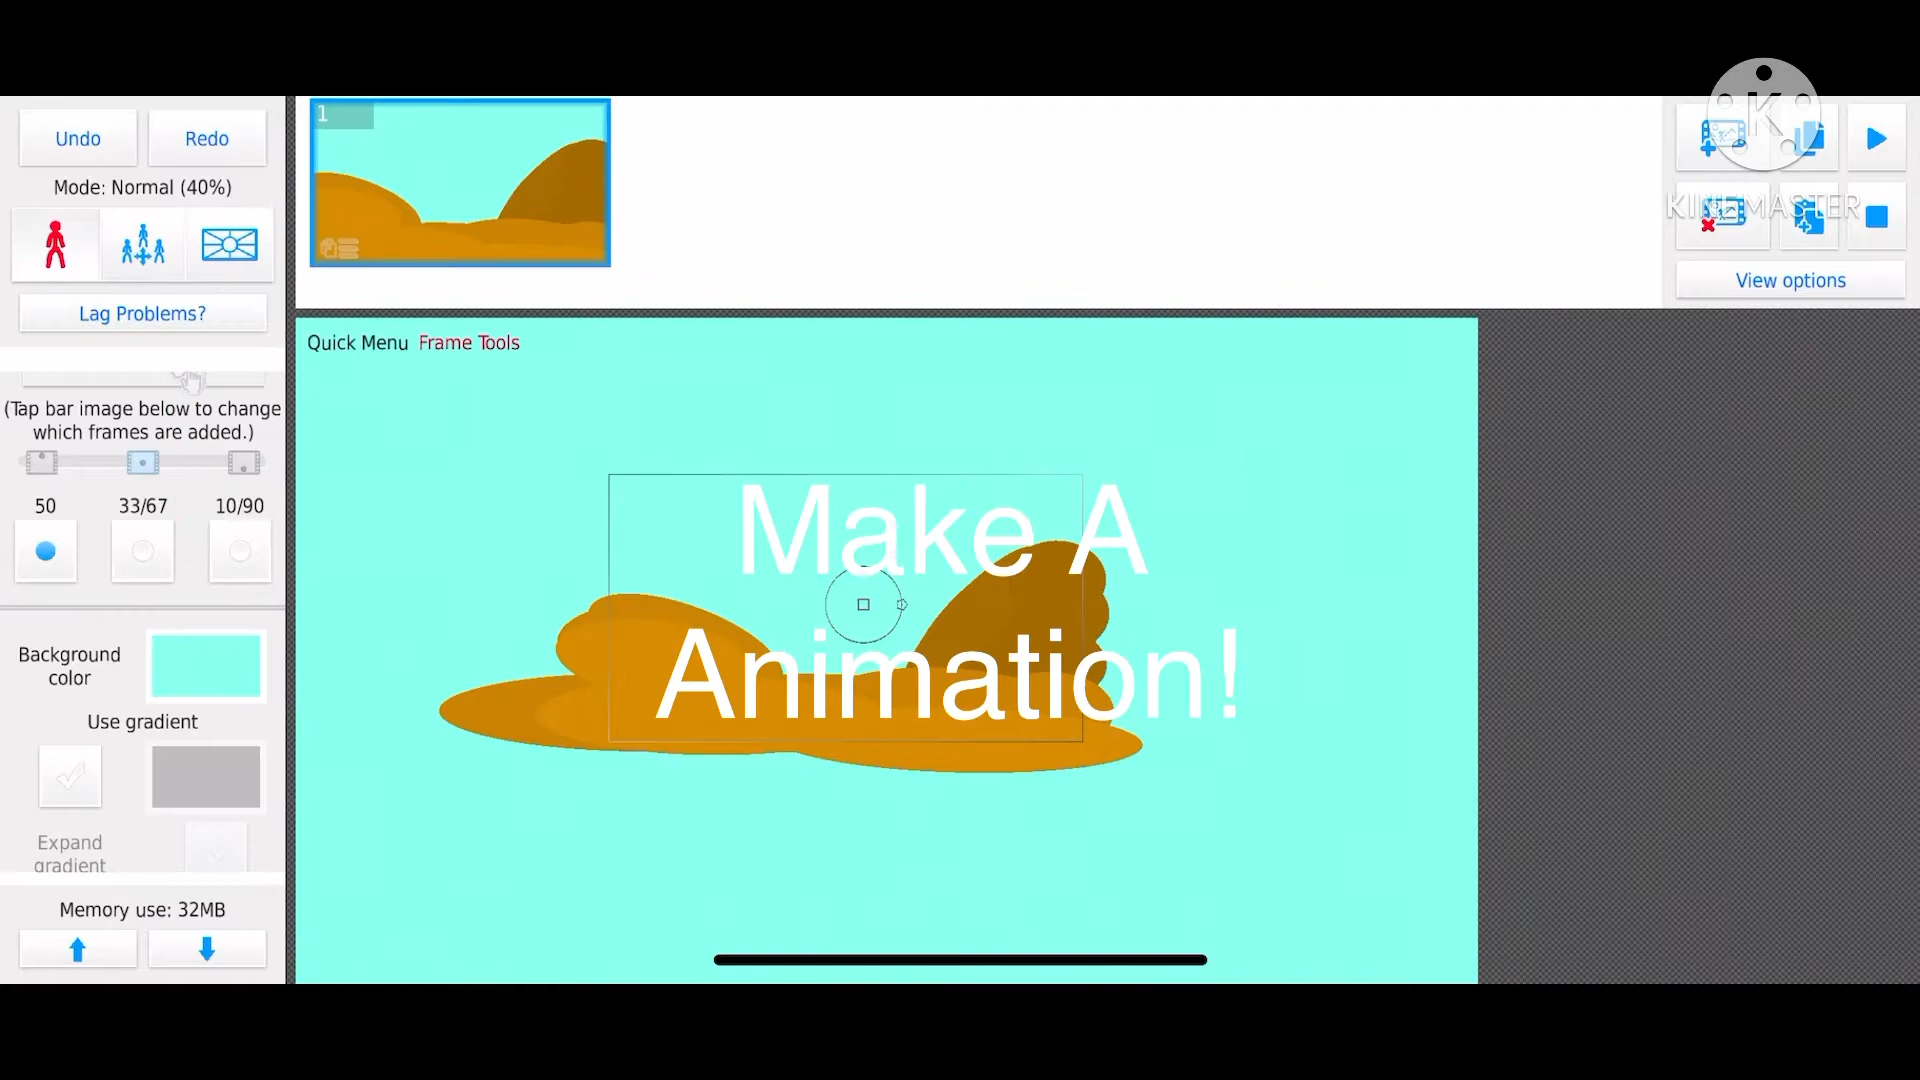 Undo
Redo
Mode: Normal (40%)
Lag Problems?
(Tap bar image below to change
which frames are added.)
50
33/67
10/90
Background
color
Use gradient
Expand
gradient
Memory use: 32MB
1
Quick Menu Frame Tools
Make A
Animation!
K
KINEMASTER
View options